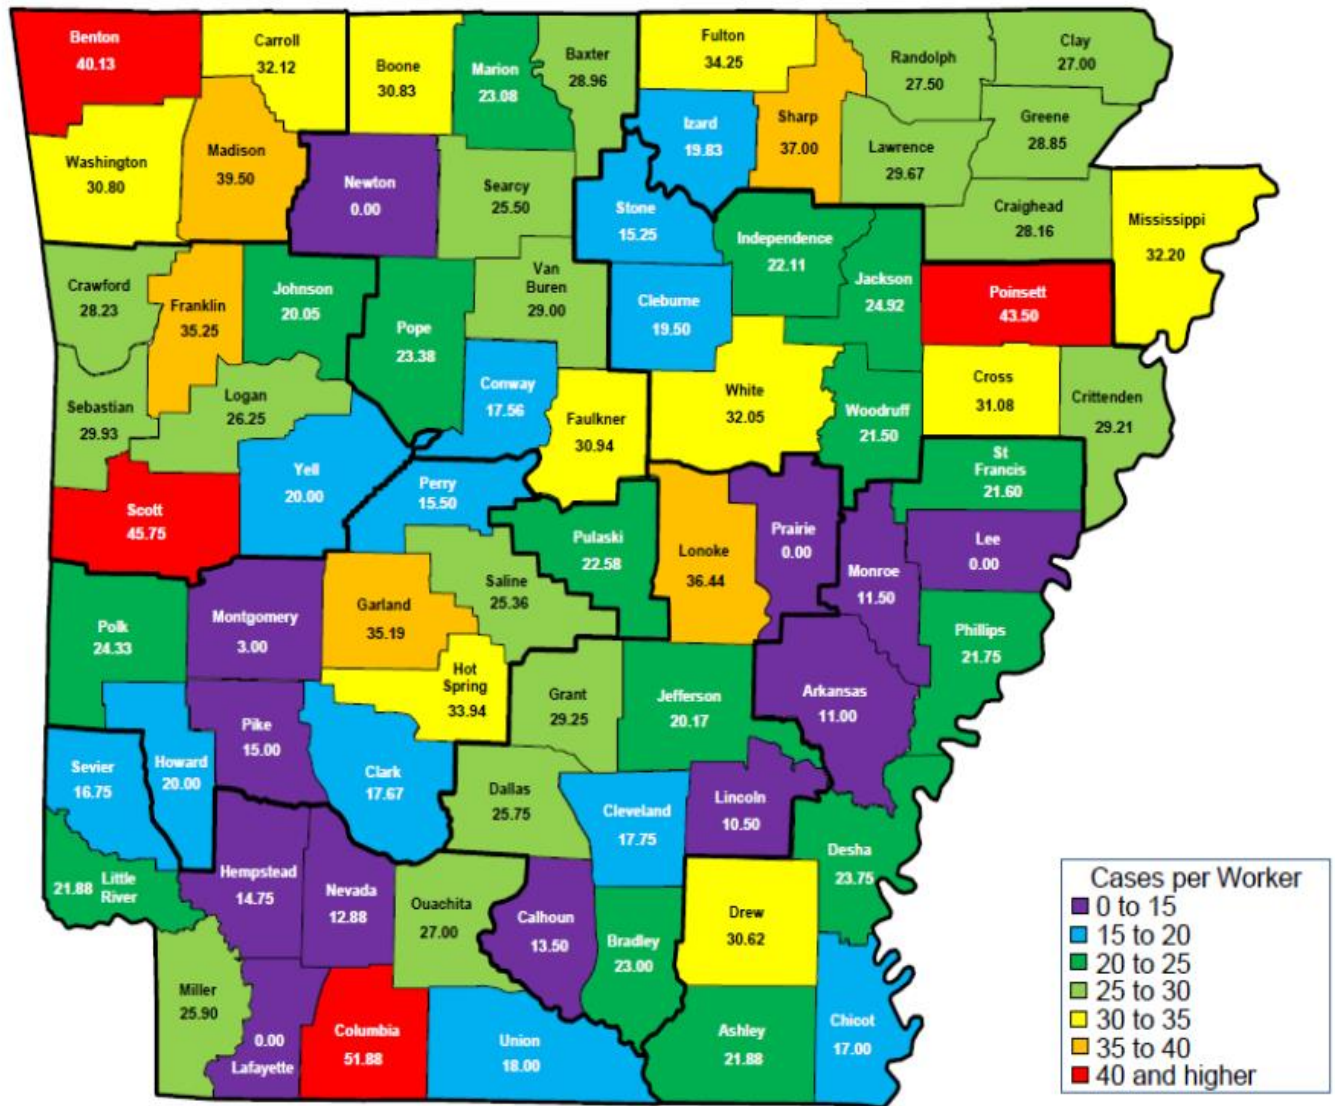 Benton
40.13
Carroll
32.12
Boone
30.83
Marion
23.08
Baxter
28.96
Fulton
34.25
Sharp
37.00
Randolph
27.50
Clay
27.00
Washington
30.80
Madison
39.50
Newton
0.00
Searcy
25.50
Stone
15.25
Izard
19.83
Lawrence
29.67
Greene
28.85
Craighead
28.16
Mississippi
32.20
Crawford
28.23
Franklin
35.25
Johnson
20.05
Pope
23.38
Van
Buren
29.00
Cleburne
19.50
Independence
22.11
Jackson
24.92
Poinsett
43.50
Sebastian
29.93
Logan
26.25
Conway
17.56
Faulkner
30.94
White
32.05
Woodruff
21.50
Cross
31.08
Crittenden
29.21
Scott
45.75
Yell
20.00
Perry
15.50
Pulaski
22.58
Lonoke
36.44
Prairie
0.00
Monroe
11.50
St
Francis
21.60
Lee
0.00
Polk
24.33
Montgomery
3.00
Garland
35.19
Saline
25.36
Hot
Spring
33.94
Grant
29.25
Jefferson
20.17
Arkansas
11.00
Phillips
21.75
Sevier
16.75
Howard
20.00
Pike
15.00
Clark
17.67
Dallas
25.75
Cleveland
17.75
Lincoln
10.50
Desha
23.75
21.88 Little
River
Hempstead
14.75
Nevada
12.88
Ouachita
27.00
Calhoun
13.50
Bradley
23.00
Drew
30.62
Miller
25.90
0.00
Lafayette
Columbia
51.88
Union
18.00
Ashley
21.88
Chicot
17.00
Cases per Worker
0 to 15
15 to 20
20 to 25
25 to 30
30 to 35
35 to 40
40 and higher